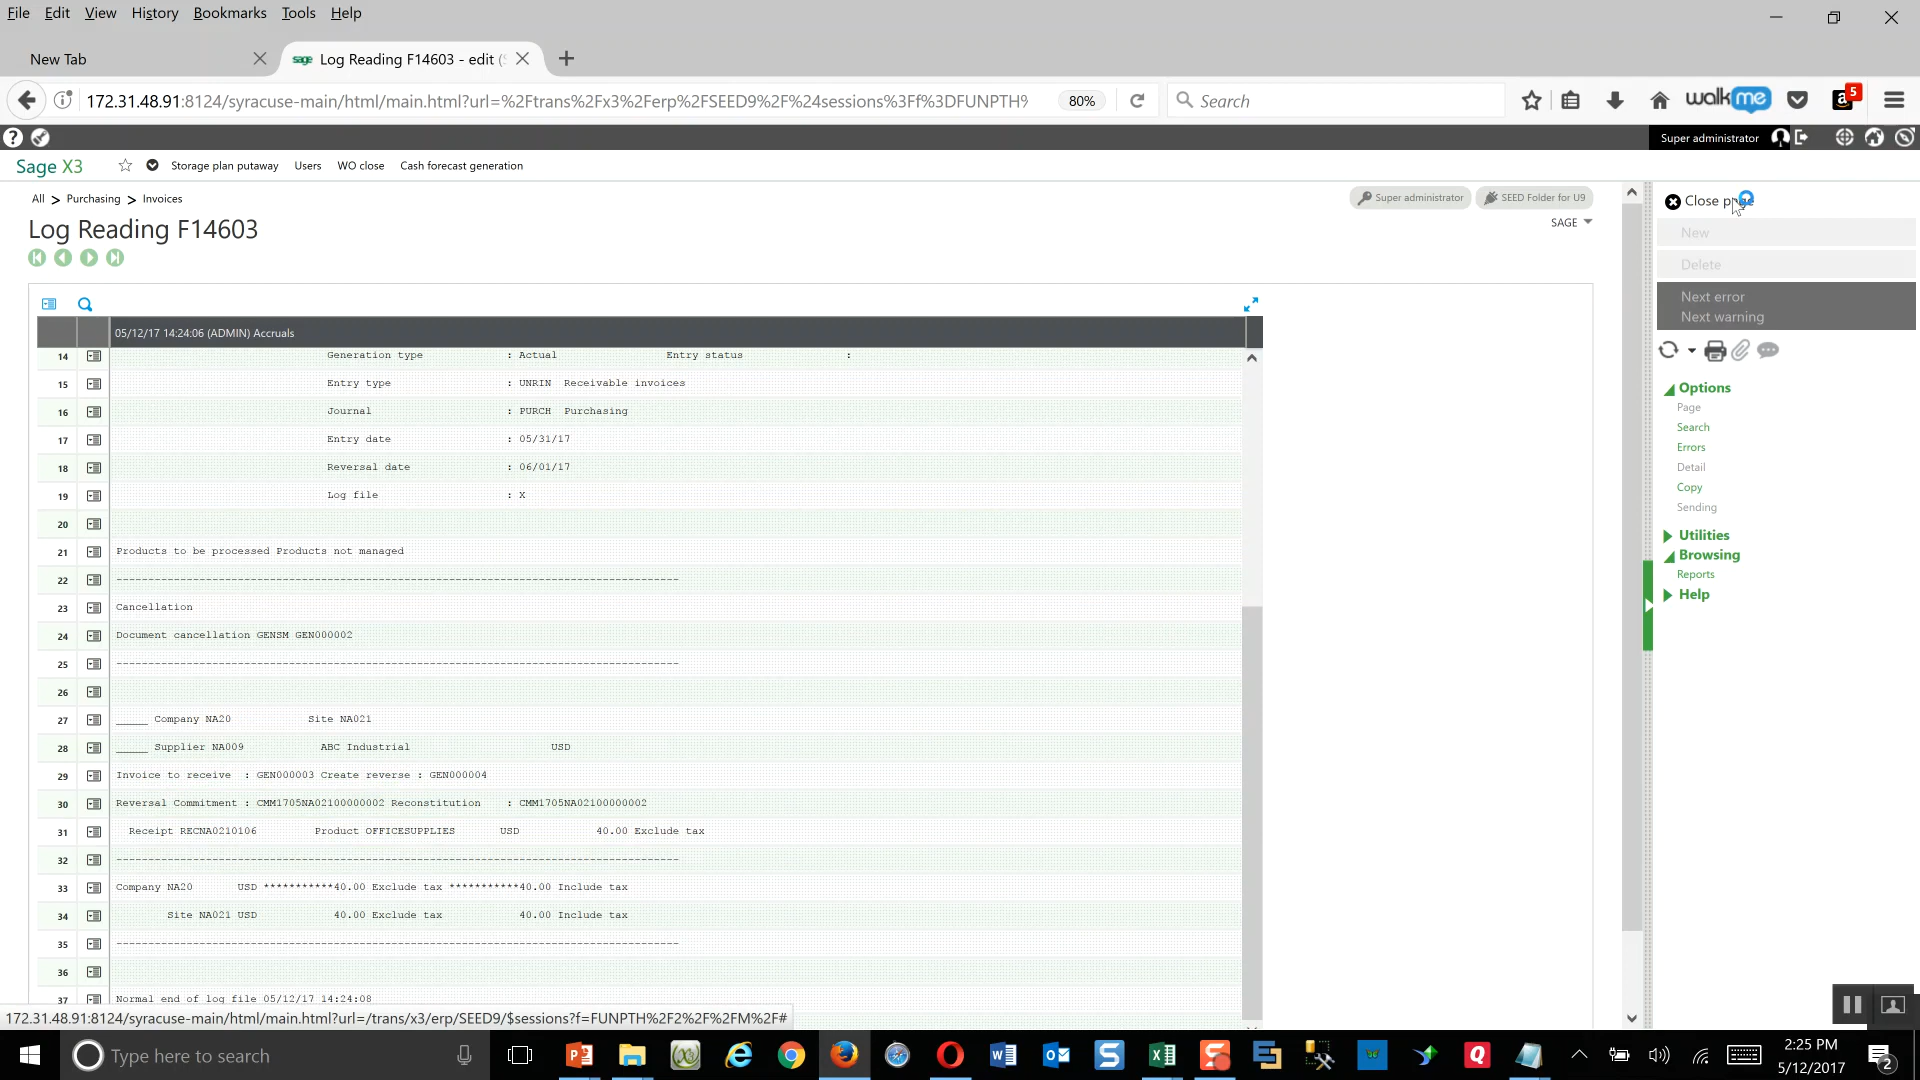 File Edit View History Bookmarks Tools Help
New Tab
sage Log Reading F14603 - edit (
172.31.48.91:8124/syracuse-main/html/main.html?url=%2Ftrans%2Fx3%2Ferp%2FSEED9%2F%24sessions%3Ff%3DFUNPTH%
80%
Search
walkme
a
5
?
Super administrator
Sage X3
Storage plan putaway Users WO close Cash forecast generation
All > Purchasing > Invoices
Super administrator SEED Folder for U9
SAGE
Log Reading F14603
05/12/17 14:24:06 (ADMIN) Accruals
14 Generation type : Actual Entry status :
15 Entry type : UNRIN Receivable invoices
16 Journal : PURCH Purchasing
17 Entry date : 05/31/17
18 Reversal date : 06/01/17
19 Log file : X
20
21 Products to be processed Products not managed
22 ----------------------------------------------------------------------------------------
23 Cancellation
24 Document cancellation GENSM GEN000002
25 ----------------------------------------------------------------------------------------
26
27 _____ Company NA20 Site NA021
28 _____ Supplier NA009 ABC Industrial USD
29 Invoice to receive : GEN000003 Create reverse : GEN000004
30 Reversal Commitment : CMM1705NA02100000002 Reconstitution : CMM1705NA02100000002
31 Receipt RECNA0210106 Product OFFICESUPPLIES USD 40.00 Exclude tax
32 ----------------------------------------------------------------------------------------
33 Company NA20 USD ***********40.00 Exclude tax ***********40.00 Include tax
34 Site NA021 USD 40.00 Exclude tax 40.00 Include tax
35 ----------------------------------------------------------------------------------------
36
37 Normal end of log file 05/12/17 14:24:08
Close
New
Delete
Next error
Next warning
Options
Page
Search
Errors
Detail
Copy
Sending
Utilities
Browsing
Reports
Help
172.31.48.91:8124/syracuse-main/html/main.html?url=/trans/x3/erp/SEED9/$sessions?f=FUNPTH%2F2%2F%2FM%2F#
Type here to search
2:25 PM
5/12/2017
2